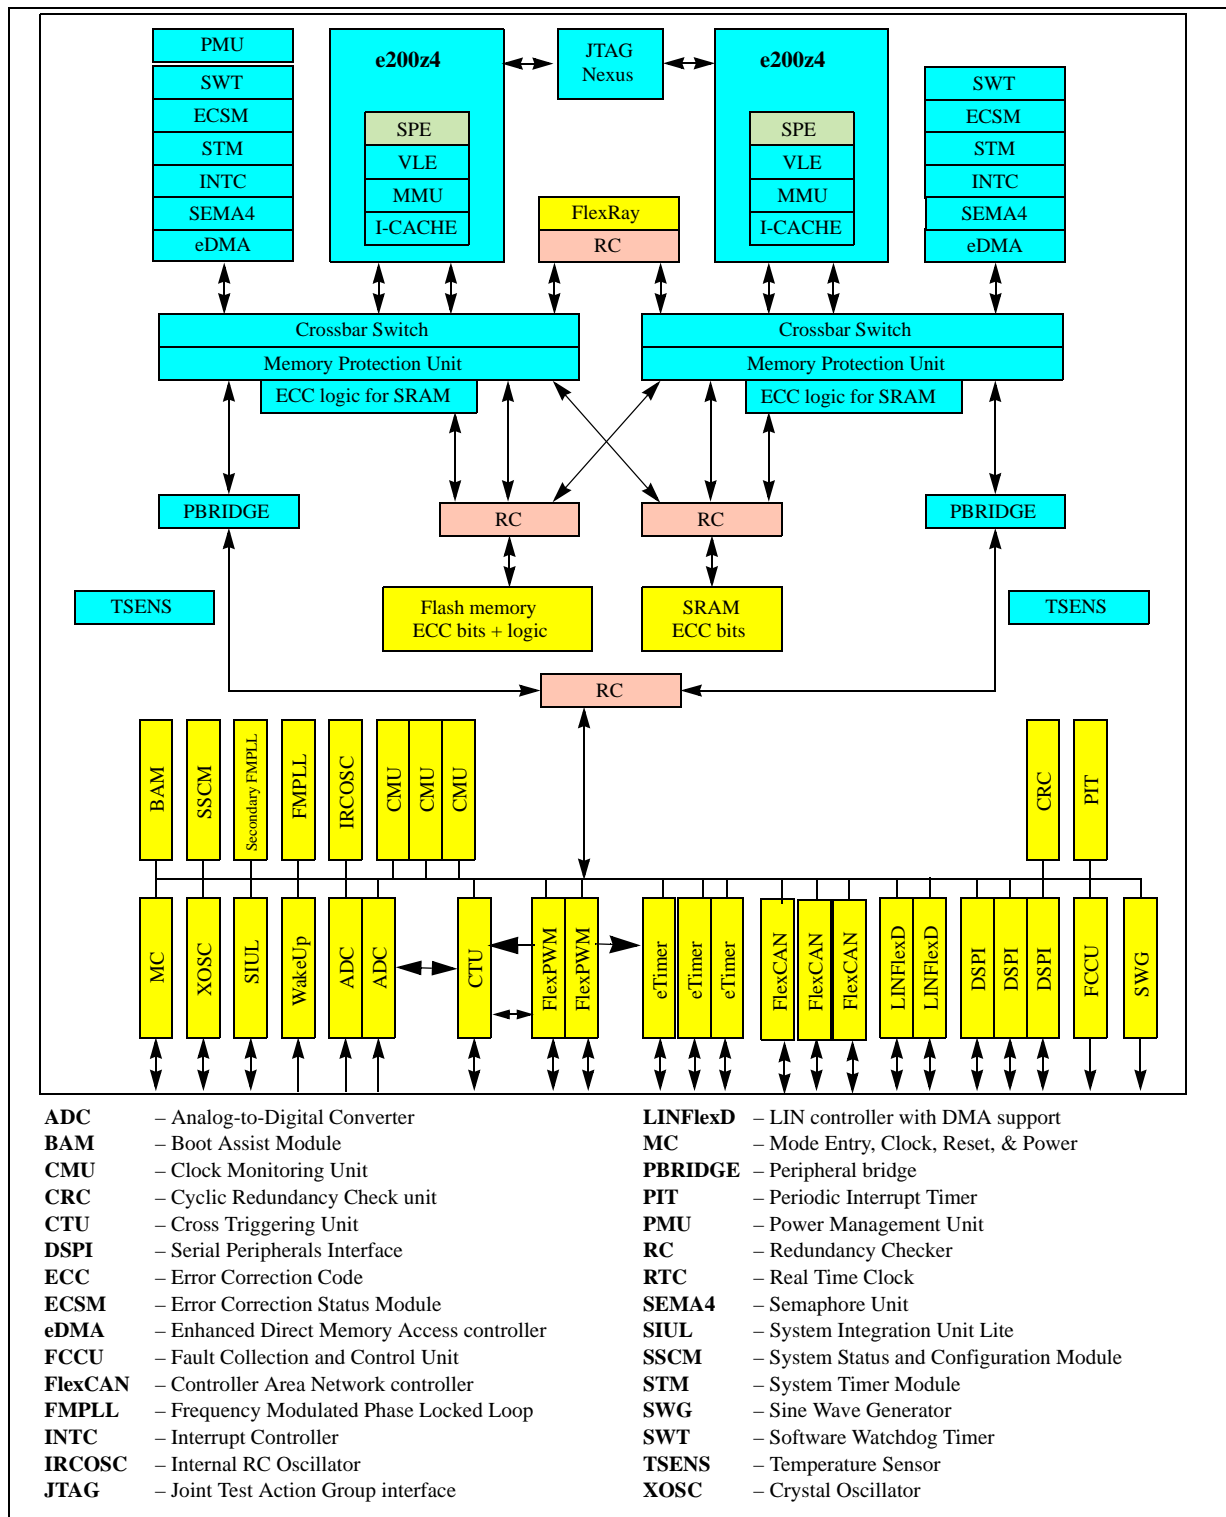 PMU
SWT
ECSM
STM
INTC
SEMA4
eDMA
e200z4
SPE
VLE
MMU
I-CACHE
JTAG
Nexus
FlexRay
RC
e200z4
SPE
VLE
MMU
I-CACHE
SWT
ECSM
STM
INTC
SEMA4
eDMA
Crossbar Switch
Memory Protection Unit
ECC logic for SRAM
Crossbar Switch
Memory Protection Unit
ECC logic for SRAM
PBRIDGE
RC
RC
PBRIDGE
TSENS
Flash memory
ECC bits + logic
SRAM
ECC bits
TSENS
RC
BAM
SSCM
Secondary FMPLL
FMPLL
IRCOSC
CMU
CMU
CMU
CRC
PIT
MC
XOSC
SIUL
WakeUp
ADC
ADC
CTU
FlexPWM
FlexPWM
eTimer
eTimer
eTimer
FlexCAN
FlexCAN
FlexCAN
LINFlexD
LINFlexD
DSPI
DSPI
DSPI
FCCU
SWG
ADC – Analog-to-Digital Converter
BAM – Boot Assist Module
CMU – Clock Monitoring Unit
CRC – Cyclic Redundancy Check unit
CTU – Cross Triggering Unit
DSPI – Serial Peripherals Interface
ECC – Error Correction Code
ECSM – Error Correction Status Module
eDMA – Enhanced Direct Memory Access controller
FCCU – Fault Collection and Control Unit
FlexCAN – Controller Area Network controller
FMPLL – Frequency Modulated Phase Locked Loop
INTC – Interrupt Controller
IRCOSC – Internal RC Oscillator
JTAG – Joint Test Action Group interface
LINFlexD – LIN controller with DMA support
MC – Mode Entry, Clock, Reset, & Power
PBRIDGE – Peripheral bridge
PIT – Periodic Interrupt Timer
PMU – Power Management Unit
RC – Redundancy Checker
RTC – Real Time Clock
SEMA4 – Semaphore Unit
SIUL – System Integration Unit Lite
SSCM – System Status and Configuration Module
STM – System Timer Module
SWG – Sine Wave Generator
SWT – Software Watchdog Timer
TSENS – Temperature Sensor
XOSC – Crystal Oscillator